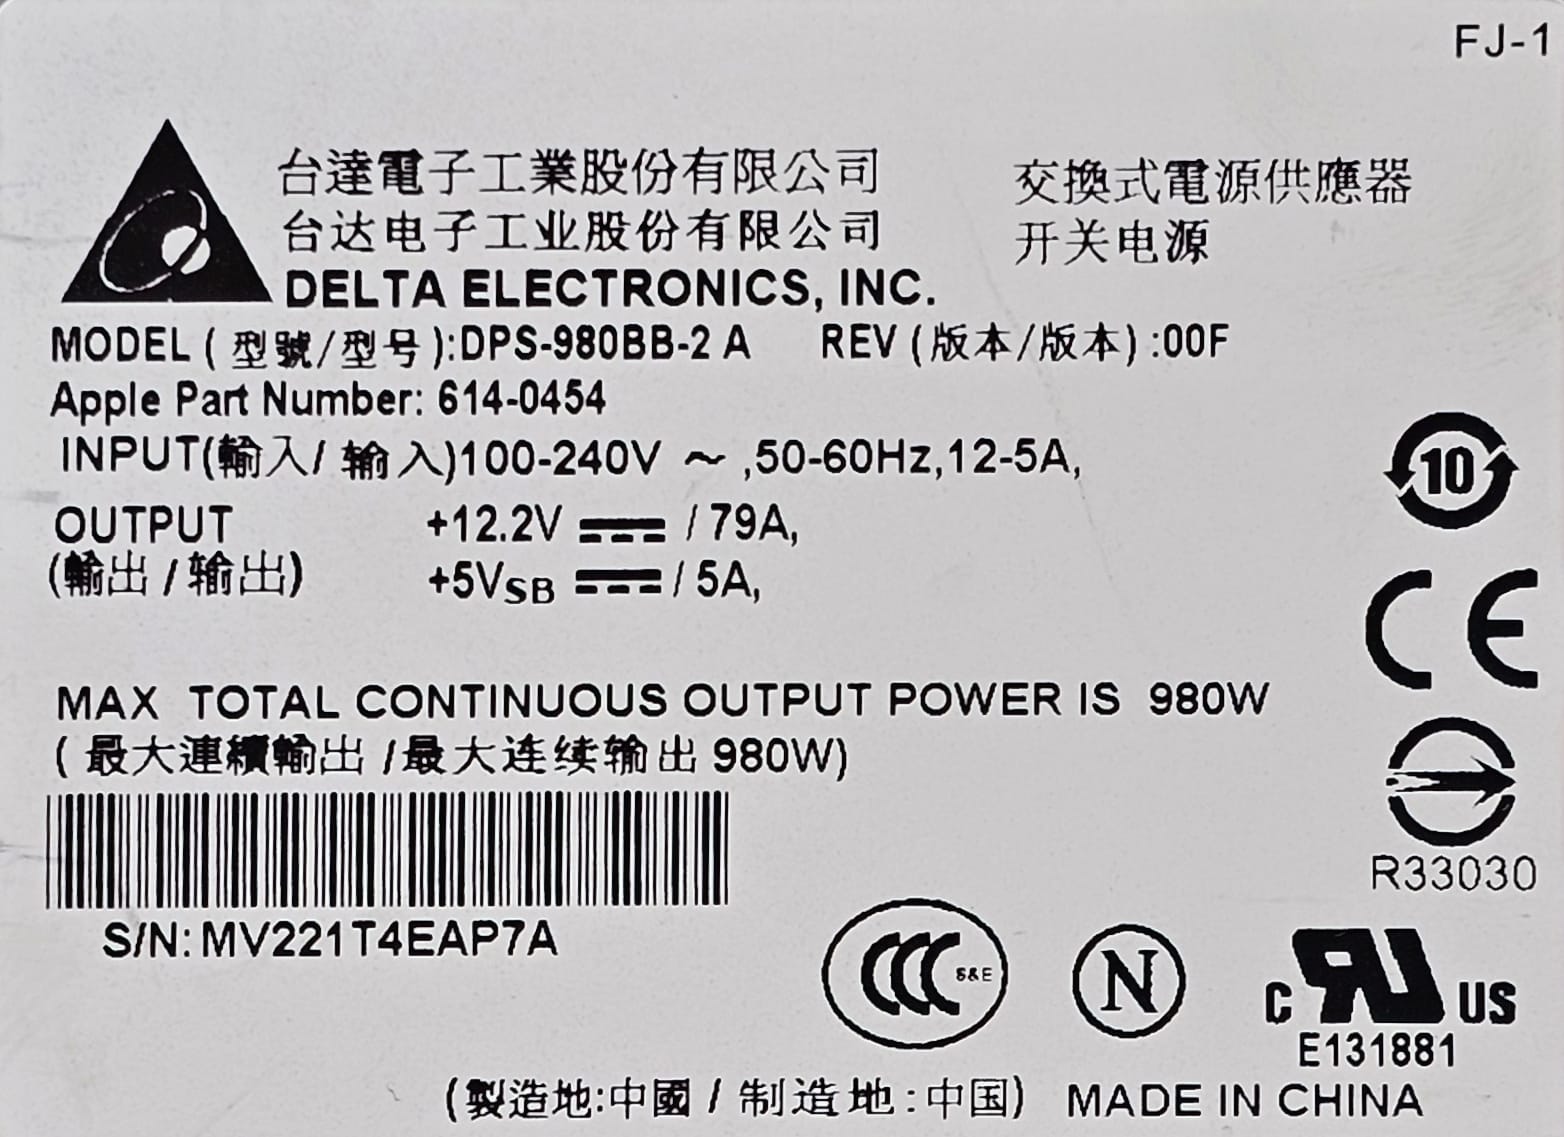 FJ-1
台達電子工業股份有限公司
台达电子工业股份有限公司
DELTA ELECTRONICS, INC.
交換式電源供應器
开关电源
MODEL ( 型號/型号 ):DPS-980BB-2 A REV (版本/版本) :00F
Apple Part Number: 614-0454
INPUT(輸入/ 输入)100-240V ～ ,50-60Hz,12-5A,
OUTPUT +12.2V ⎓ / 79A,
(輸出 / 输出) +5VSB ⎓ / 5A,
MAX TOTAL CONTINUOUS OUTPUT POWER IS 980W
( 最大連續輸出 /最大连续输出 980W)
S/N: MV221T4EAP7A
10
CE
R33030
CCC S&E
N
C RU US
E131881
(製造地:中國 / 制造地:中国) MADE IN CHINA